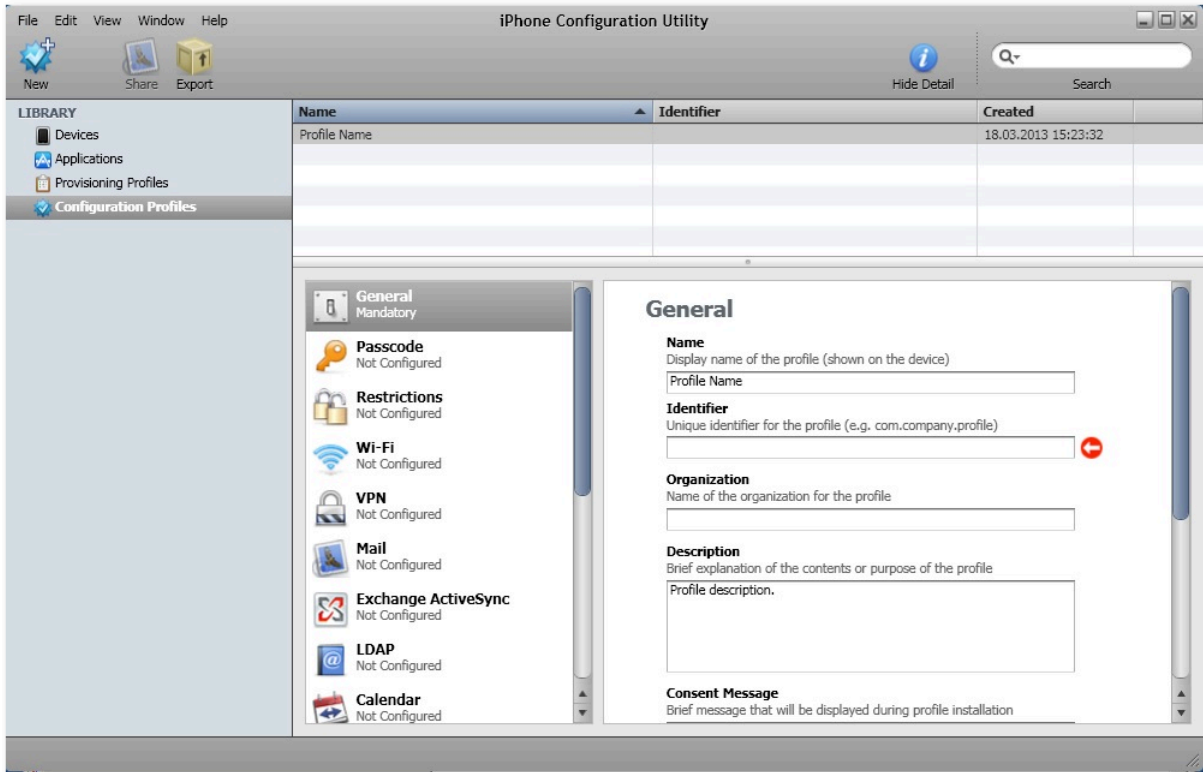 File Edit View Window Help
iPhone Configuration Utility
New
Share
Export
Hide Detail
Search
LIBRARY
Devices
Applications
Provisioning Profiles
Configuration Profiles
Name Identifier Created
Profile Name 18.03.2013 15:23:32
General
Mandatory
Passcode
Not Configured
Restrictions
Not Configured
Wi-Fi
Not Configured
VPN
Not Configured
Mail
Not Configured
Exchange ActiveSync
Not Configured
LDAP
Not Configured
Calendar
Not Configured
General
Name
Display name of the profile (shown on the device)
Profile Name
Identifier
Unique identifier for the profile (e.g. com.company.profile)
Organization
Name of the organization for the profile
Description
Brief explanation of the contents or purpose of the profile
Profile description.
Consent Message
Brief message that will be displayed during profile installation